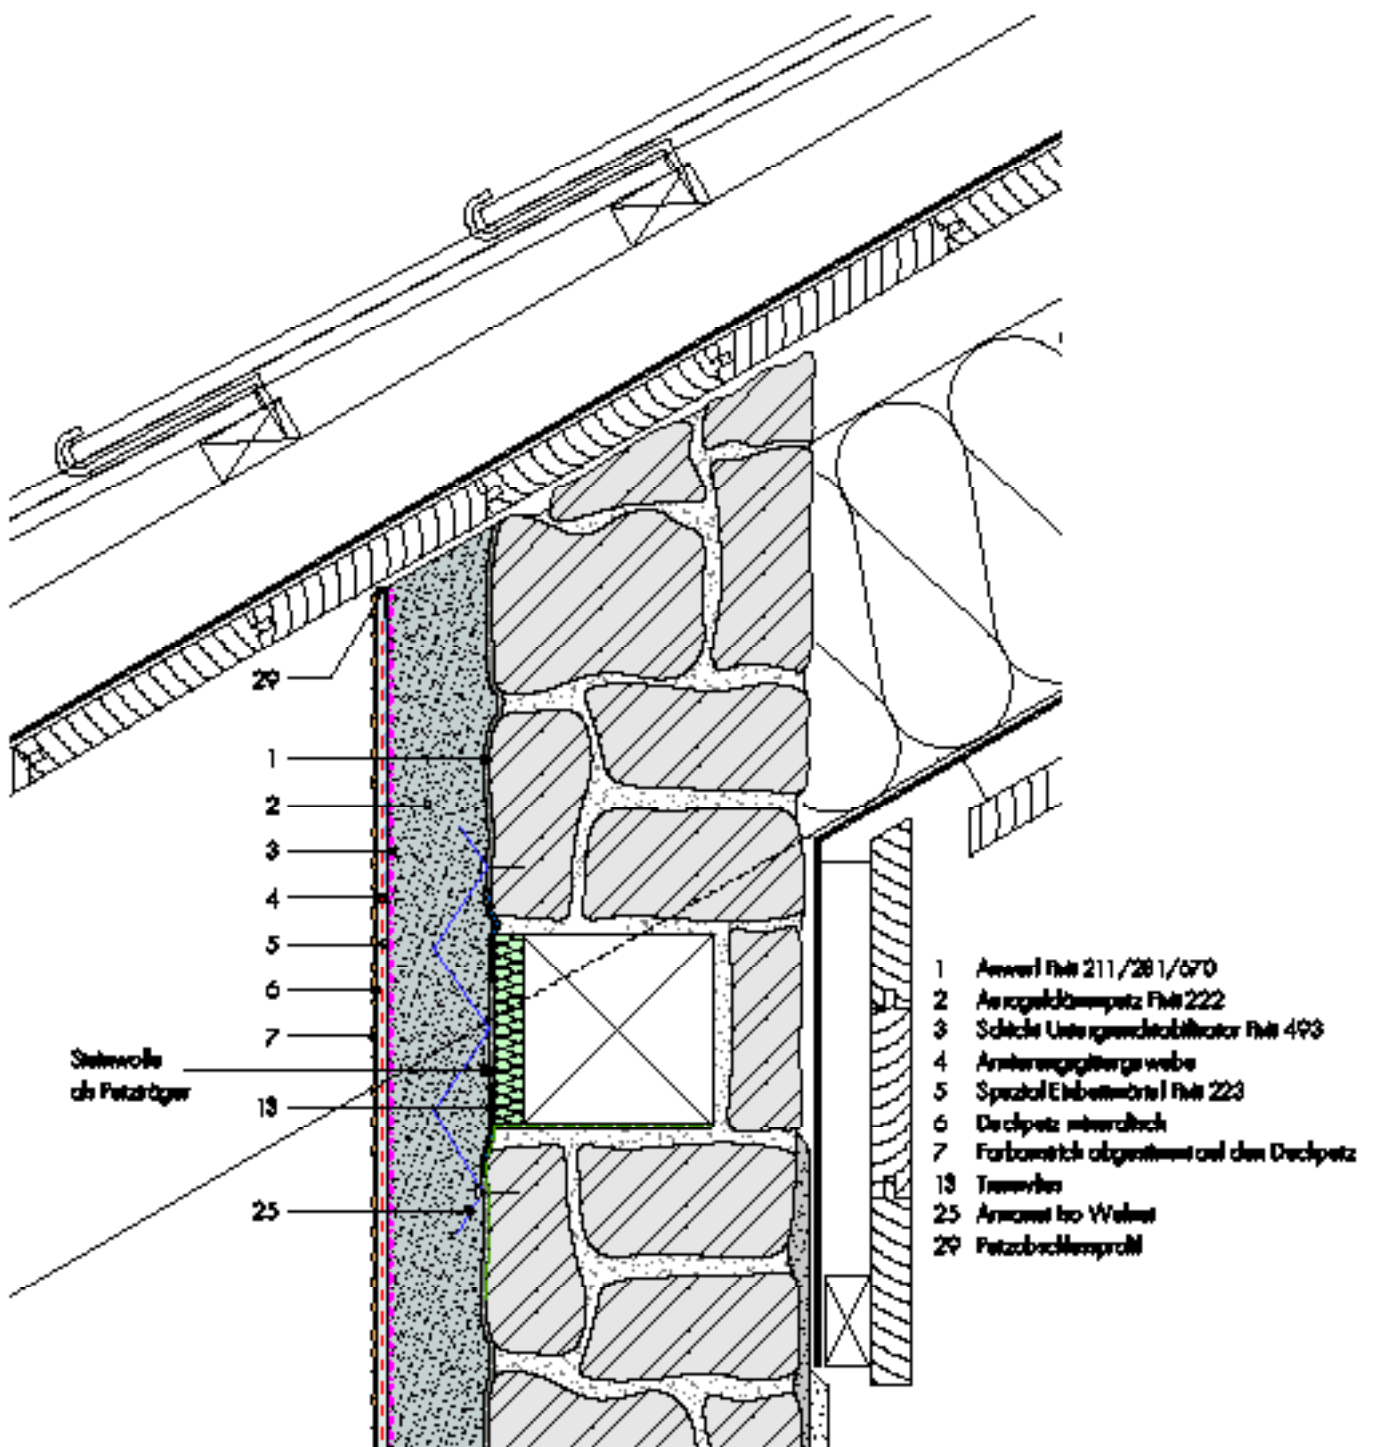 29
1
2
3
4
5
6
7
Steinwolle
als Putzträger
13
25
1 Anwurf Fixit 211/281/670
2 Aerogeldämmputz Fixit 222
3 Schicht Untergrundstabilisator Fixit 493
4 Armierungsgittergewebe
5 Spezial Einbettmörtel Fixit 223
6 Deckputz mineralisch
7 Farbanstrich abgestimmt auf den Deckputz
13 Trennvlies
25 Armanet Iso Welnet
29 Putzabschlussprofil